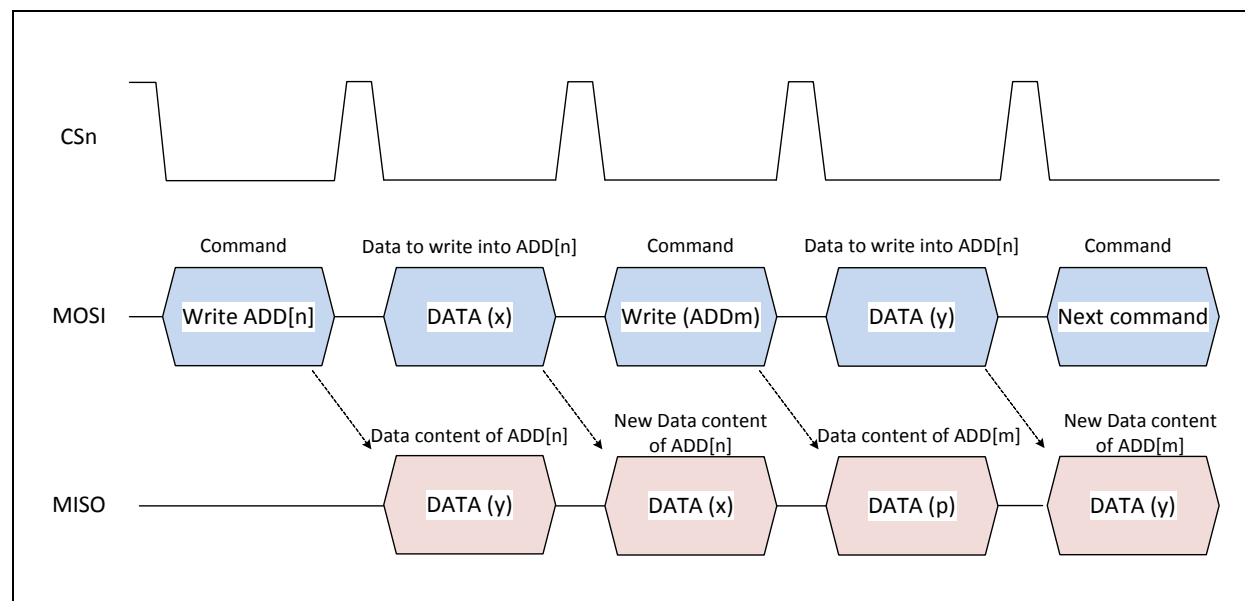 CSn
Command
Data to write into ADD[n]
Command
Data to write into ADD[n]
Command
MOSI
Write ADD[n]
DATA (x)
Write (ADDm)
DATA (y)
Next command
Data content of ADD[n]
New Data content
of ADD[n]
Data content of ADD[m]
New Data content
of ADD[m]
MISO
DATA (y)
DATA (x)
DATA (p)
DATA (y)